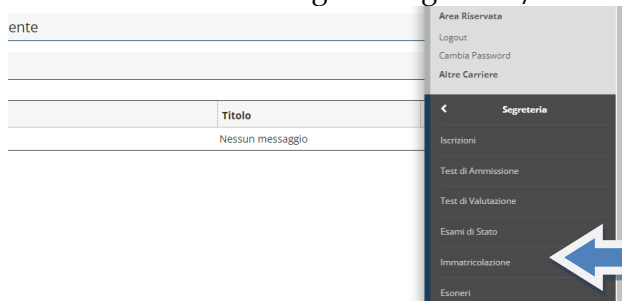 ente
Titolo
Nessun messaggio
Area Riservata
Logout
Cambia Password
Altre Carriere
Segreteria
Iscrizioni
Test di Ammissione
Test di Valutazione
Esami di Stato
Immatricolazione
Esoneri